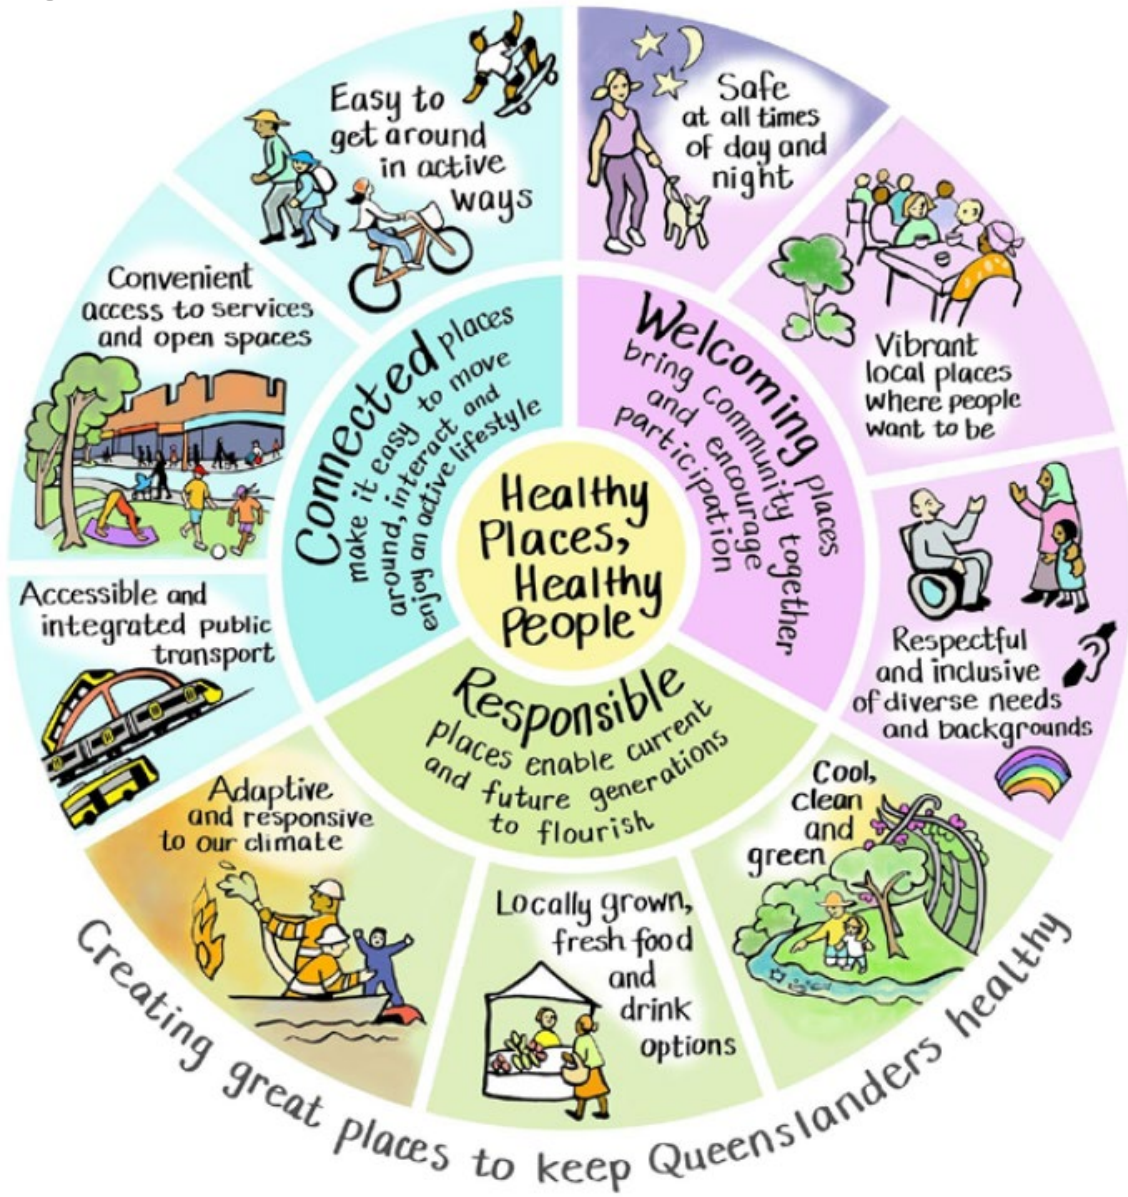 Healthy
Places,
Healthy
People
Welcoming places
bring community together
and encourage
participation
Safe
at all times
of day and
night
Vibrant
local places
where people
want to be
Respectful
and inclusive
of diverse needs
and backgrounds
Responsible
places enable current
and future generations
to flourish
Cool,
clean
and
green
Locally grown,
fresh food
and
drink
options
Adaptive
and responsive
to our climate
Connected places
make it easy to move
around, interact and
enjoy an active lifestyle
Accessible and
integrated public
transport
Convenient
access to services
and open spaces
Easy to
get around
in active
ways
Creating great places to keep Queenslanders healthy